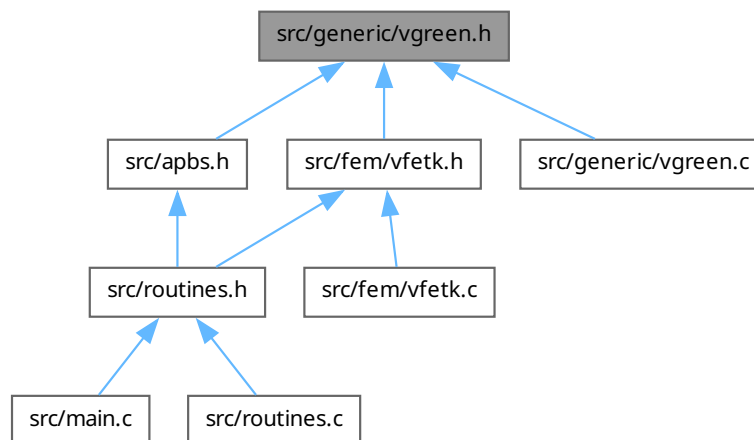 src/generic/vgreen.h
src/apbs.h
src/fem/vfetk.h
src/generic/vgreen.c
src/routines.h
src/fem/vfetk.c
src/main.c
src/routines.c